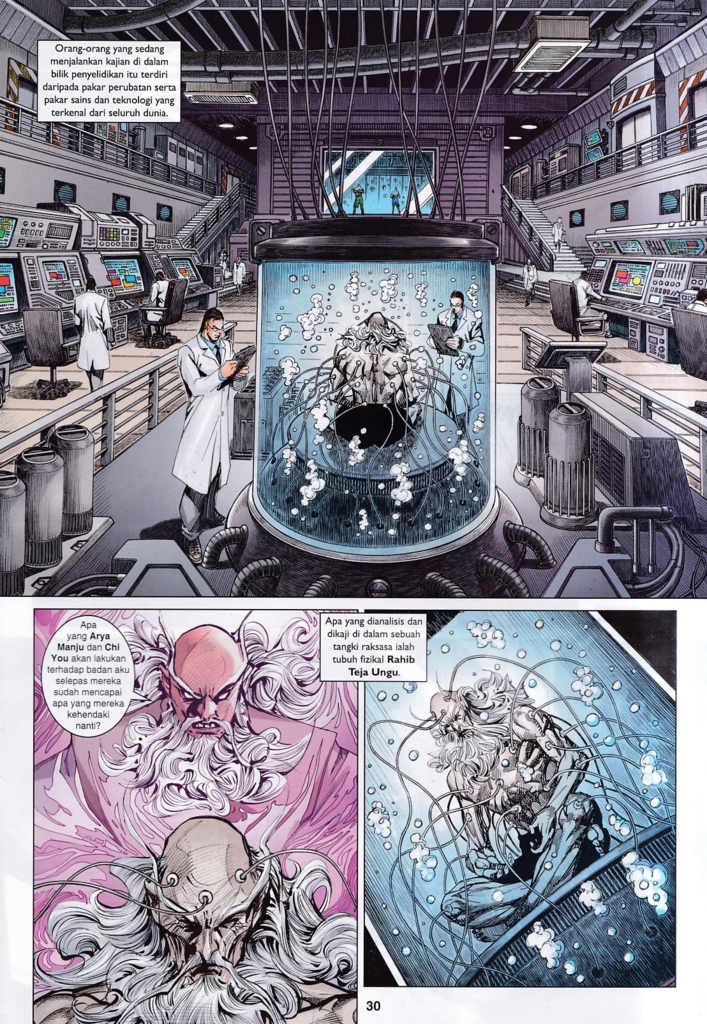 Orang-orang yang sedang
menjalankan kajian di dalam
bilik penyelidikan itu terdiri
daripada pakar perubatan serta
pakar sains dan teknologi yang
terkenal dari seluruh dunia.
Apa
yang Arya
Manju dan Chi
You akan lakukan
terhadap badan aku
selepas mereka
sudah mencapai
apa yang mereka
kehendaki
nanti?
Apa yang dianalisis dan
dikaji di dalam sebuah
tangki raksasa ialah
tubuh fizikal Rahib
Teja Ungu.
30